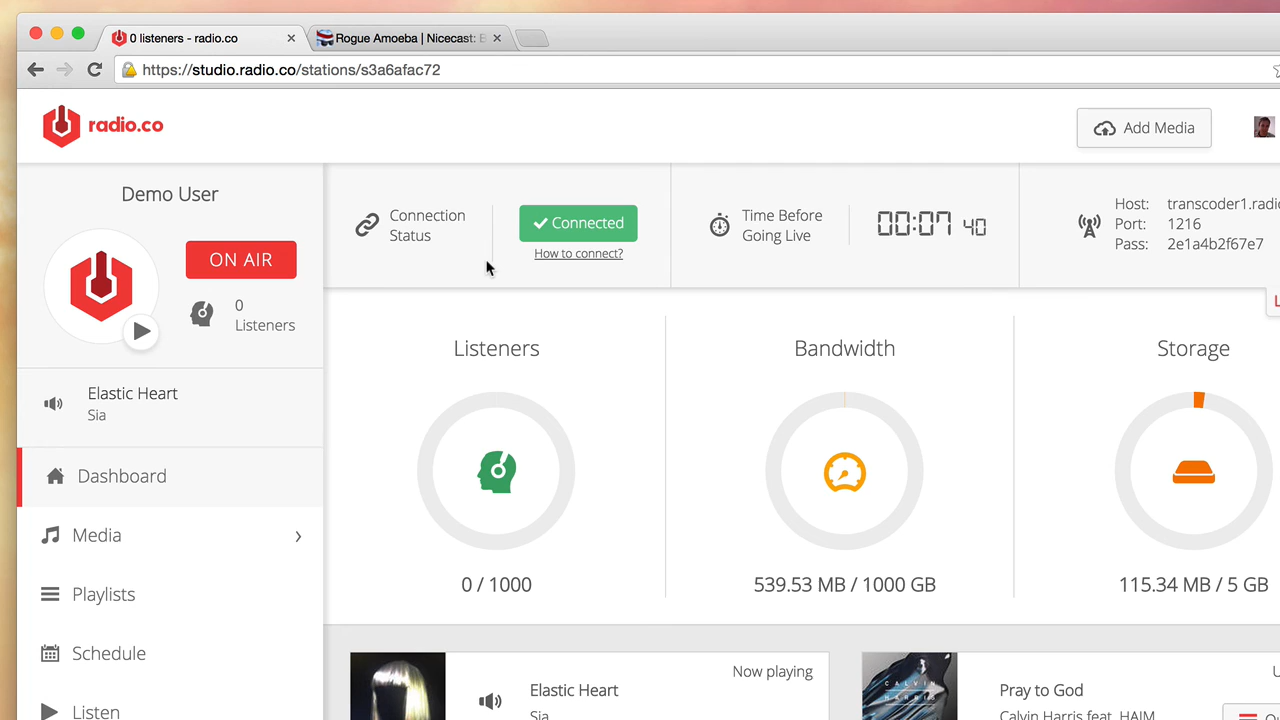 0 listeners - radio.co
Rogue Amoeba | Nicecast:
https://studio.radio.co/stations/s3a6afac72
radio.co
Add Media
Demo User
ON AIR
0
Listeners
Elastic Heart
Sia
Dashboard
Media
Playlists
Schedule
Listen
Connection
Status
Connected
How to connect?
Time Before
Going Live
00:07 40
Host: transcoder1.radio
Port: 1216
Pass: 2e1a4b2f67e7
Listeners
0 / 1000
Bandwidth
539.53 MB / 1000 GB
Storage
115.34 MB / 5 GB
Now playing
Elastic Heart
Sia
CALVIN
HARRIS
Pray to God
Calvin Harris feat. HAIM